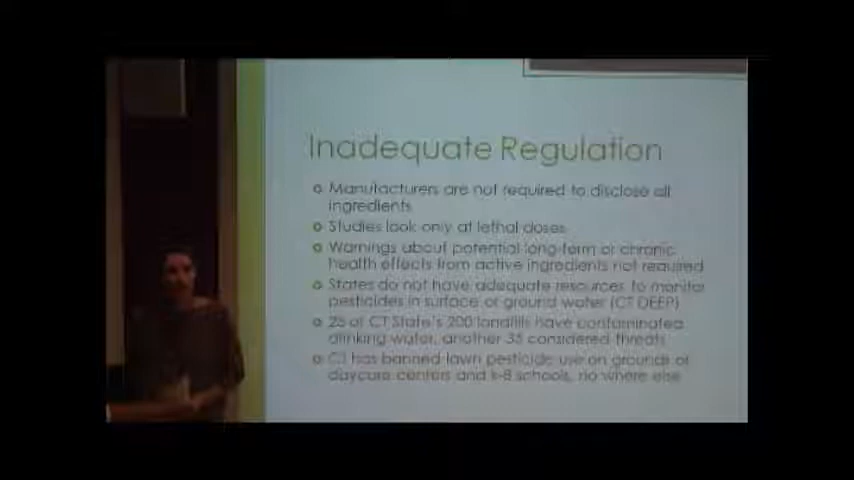 Inadequate Regulation
Manufacturers are not required to disclose all
ingredients
Studies look only at lethal doses
Warnings about potential long-term or chronic
health effects from active ingredients not required
States do not have adequate resources to monitor
pesticides in surface or ground water (CT DEEP)
25 of CT State's 200 landfills have contaminated
drinking water, another 35 considered threats
CT has banned lawn pesticide use on grounds of
daycare centers and k-8 schools, no where else